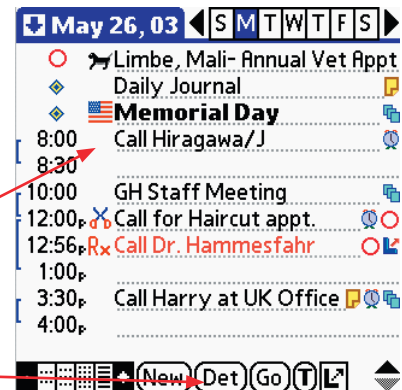 May 26, 03 S M T W T F S
Limbe, Mali- Annual Vet Appt
Daily Journal
Memorial Day
8:00 Call Hiragawa/J
8:30
10:00 GH Staff Meeting
12:00P Call for Haircut appt.
12:56P Rx Call Dr. Hammesfahr
1:00P
3:30P Call Harry at UK Office
4:00P
New Det Go T